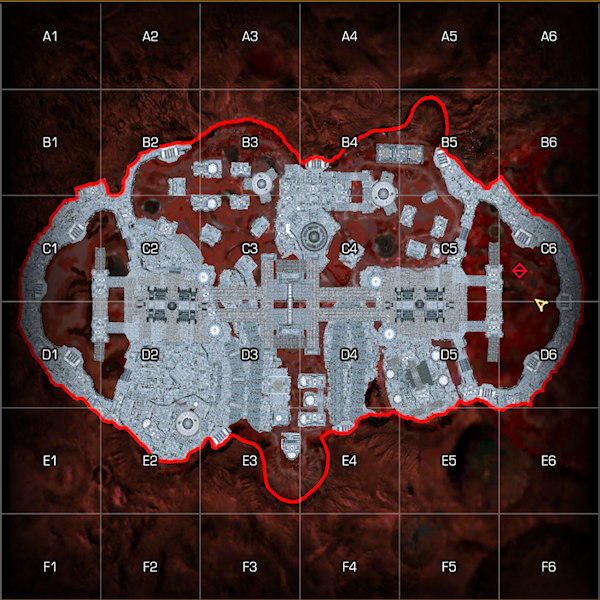 A1 A2 A3 A4 A5 A6
B1 B2 B3 B4 B5 B6
C1 C2 C3 C4 C5 C6
D1 D2 D3 D4 D5 D6
E1 E2 E3 E4 E5 E6
F1 F2 F3 F4 F5 F6